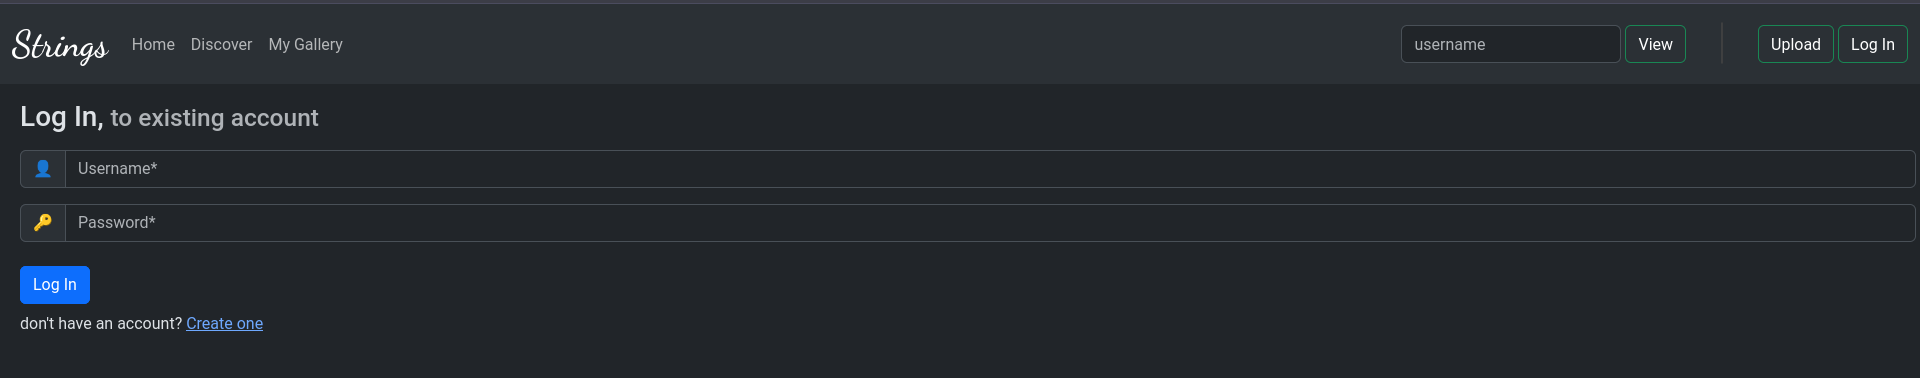 Strings Home Discover My Gallery username View Upload Log In
Log In, to existing account
Username*
Password*
Log In
don't have an account? Create one